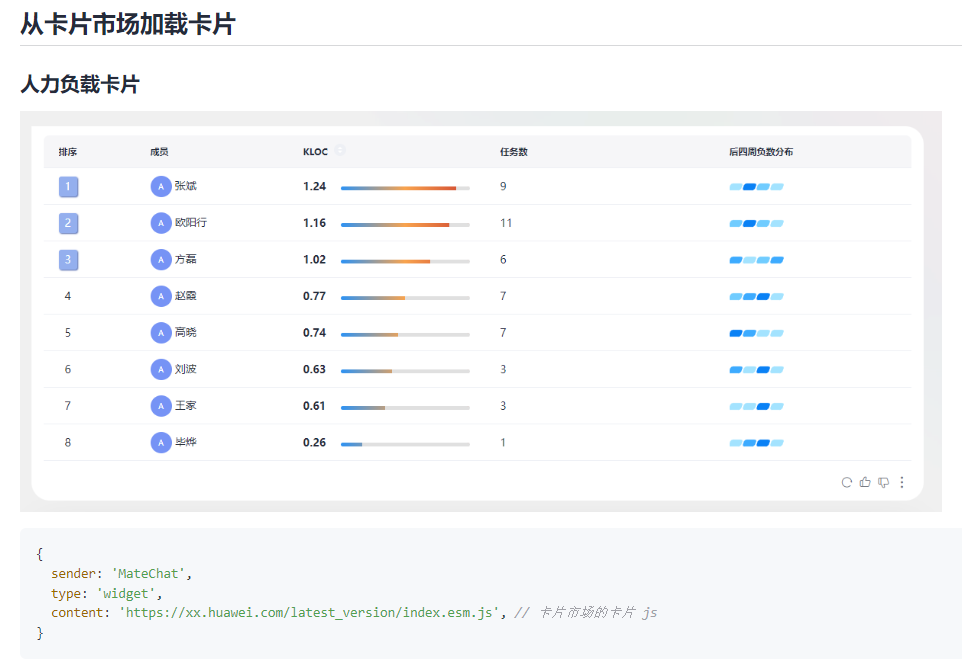 从卡片市场加载卡片
人力负载卡片
排序 成员 KLOC 任务数 后四周负数分布
1 A 张斌 1.24 9
2 A 欧阳行 1.16 11
3 A 方磊 1.02 6
4 A 赵霞 0.77 7
5 A 高晓 0.74 7
6 A 刘波 0.63 3
7 A 王家 0.61 3
8 A 毕烨 0.26 1
{
sender: 'MateChat',
type: 'widget',
content: 'https://xx.huawei.com/latest_version/index.esm.js', // 卡片市场的卡片 js
}